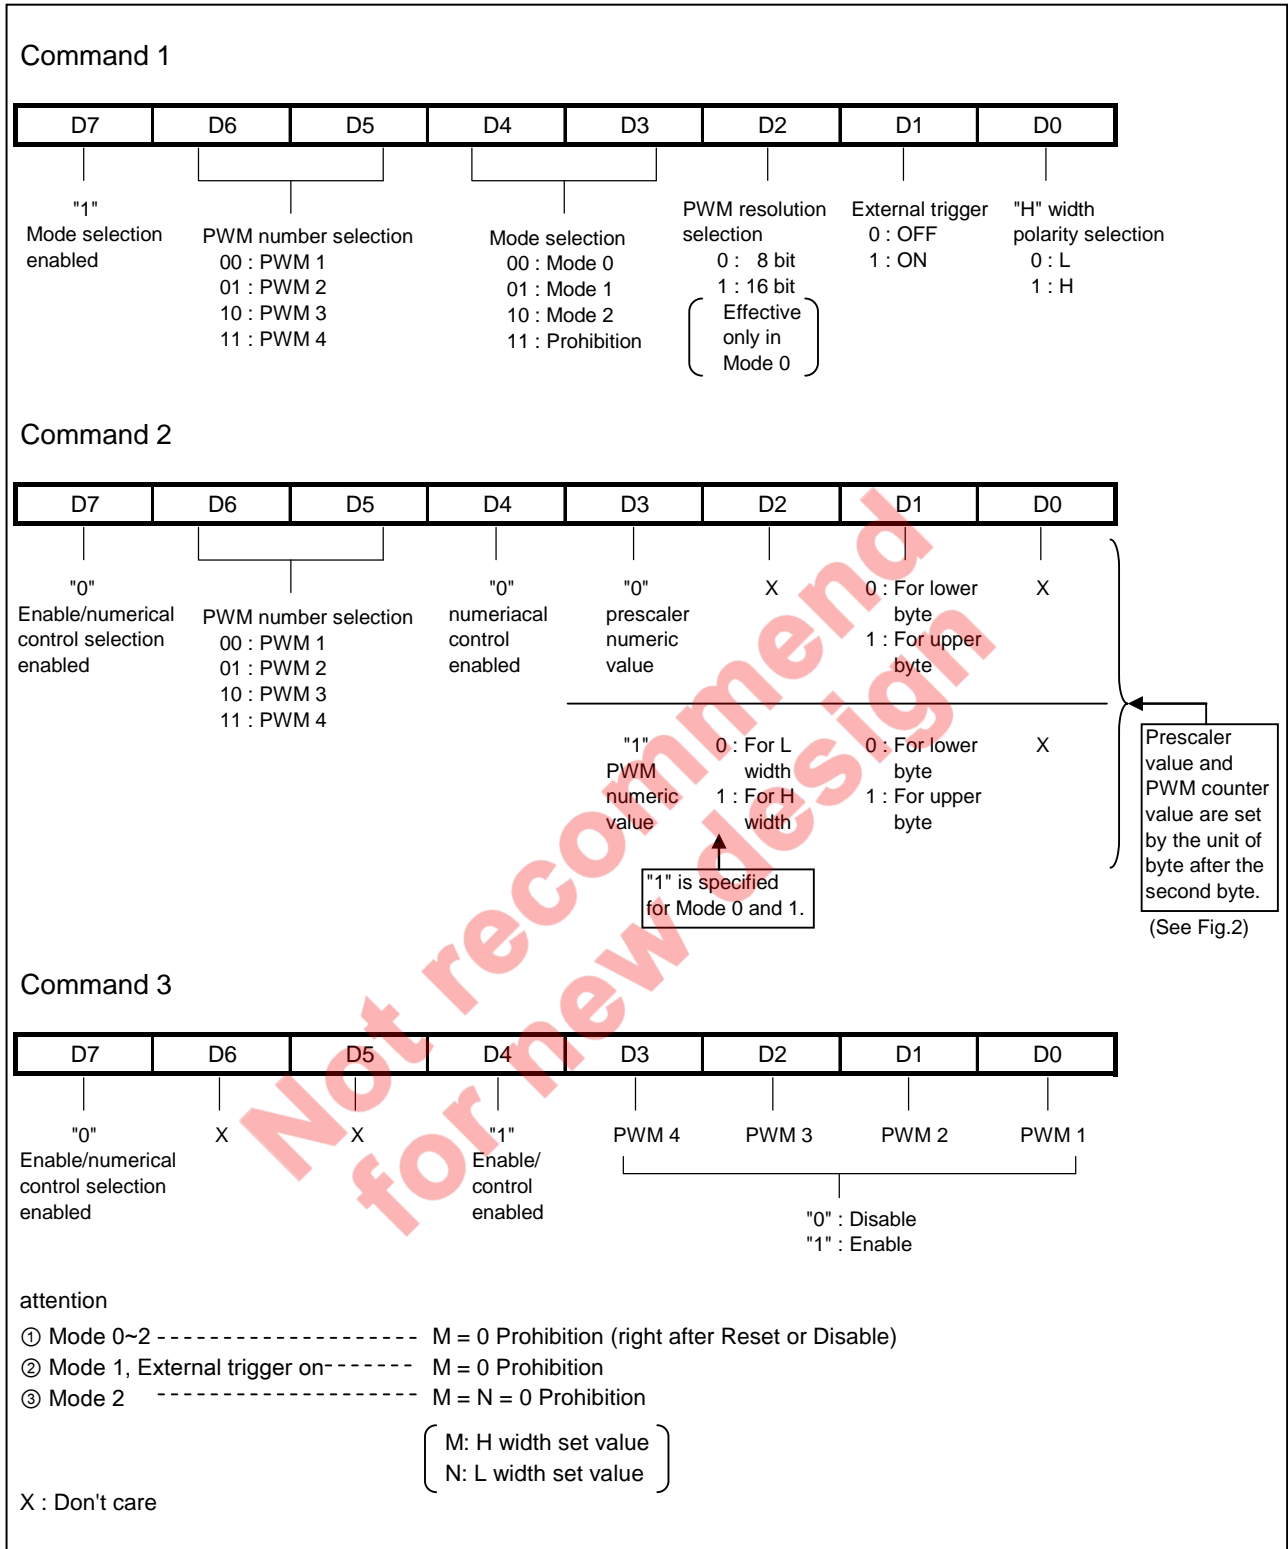 Command 1
D7 D6 D5 D4 D3 D2 D1 D0
"1"
Mode selection
enabled
PWM number selection
00 : PWM 1
01 : PWM 2
10 : PWM 3
11 : PWM 4
Mode selection
00 : Mode 0
01 : Mode 1
10 : Mode 2
11 : Prohibition
PWM resolution
selection
0 : 8 bit
1 : 16 bit
Effective
only in
Mode 0
External trigger
0 : OFF
1 : ON
"H" width
polarity selection
0 : L
1 : H
Command 2
D7 D6 D5 D4 D3 D2 D1 D0
"0"
Enable/numerical
control selection
enabled
PWM number selection
00 : PWM 1
01 : PWM 2
10 : PWM 3
11 : PWM 4
"0"
numeriacal
control
enabled
"0"
prescaler
numeric
value
X
0 : For lower
byte
1 : For upper
byte
X
"1"
PWM
numeric
value
0 : For L
width
1 : For H
width
0 : For lower
byte
1 : For upper
byte
X
"1" is specified
for Mode 0 and 1.
Prescaler
value and
PWM counter
value are set
by the unit of
byte after the
second byte.
(See Fig.2)
Command 3
D7 D6 D5 D4 D3 D2 D1 D0
"0"
Enable/numerical
control selection
enabled
X
X
"1"
Enable/
control
enabled
PWM 4 PWM 3 PWM 2 PWM 1
"0" : Disable
"1" : Enable
attention
① Mode 0~2 -------------------- M = 0 Prohibition (right after Reset or Disable)
② Mode 1, External trigger on------- M = 0 Prohibition
③ Mode 2 -------------------- M = N = 0 Prohibition
M: H width set value
N: L width set value
X : Don't care
Not recommend
for new design